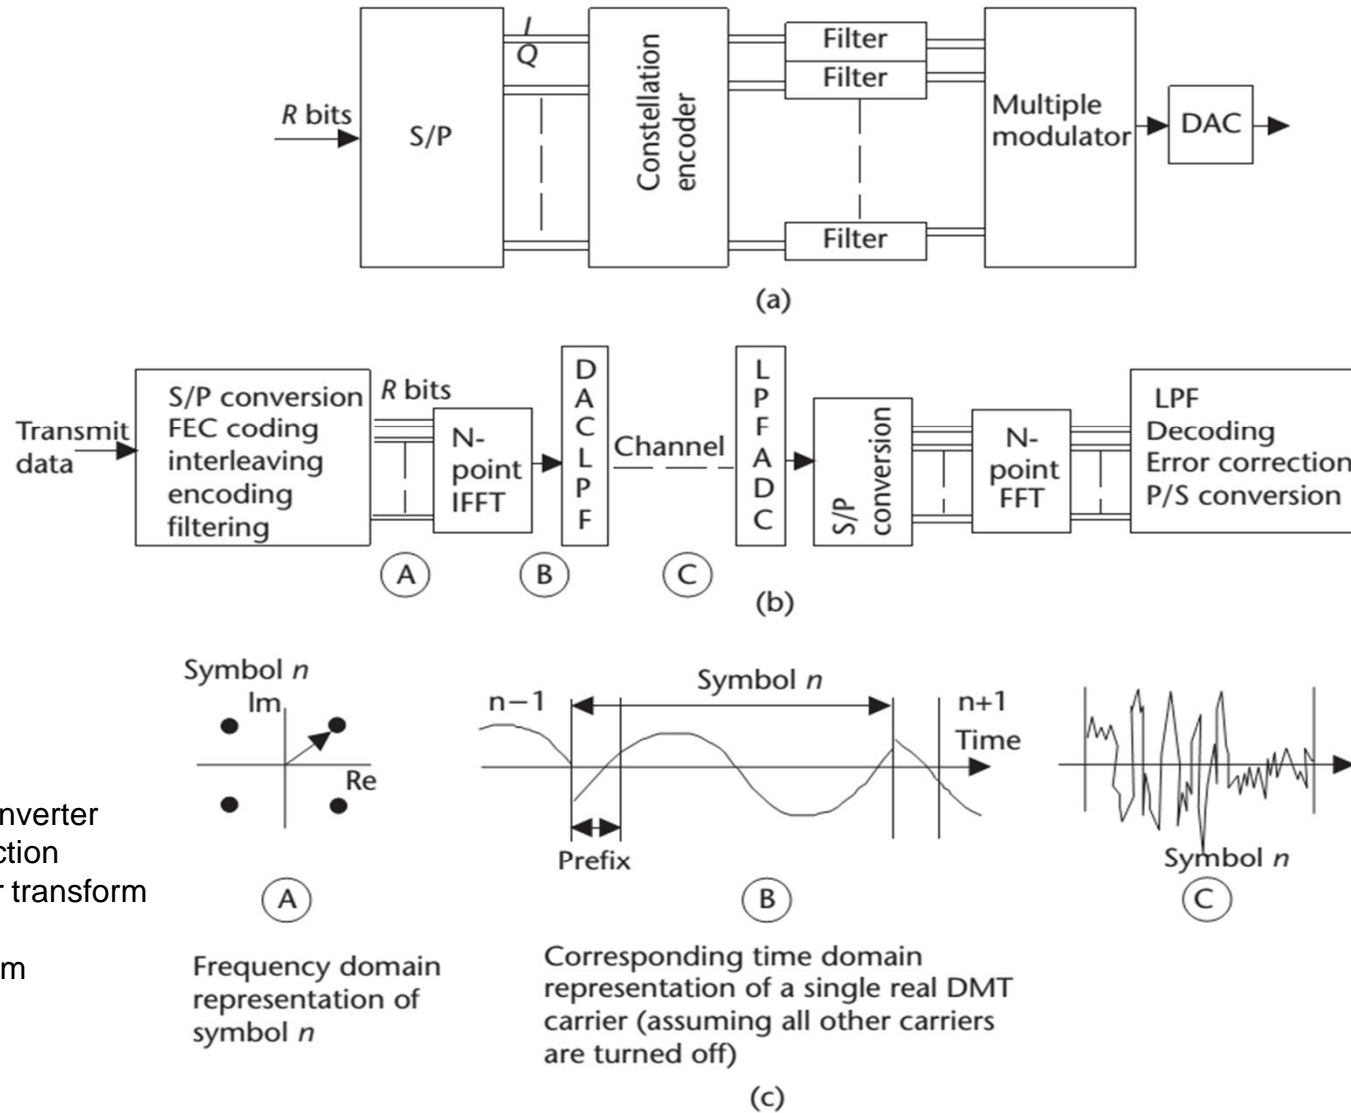 R bits
S/P
I
Q
Constellation
encoder
Filter
Filter
Filter
Multiple
modulator
DAC
(a)
Transmit
data
S/P conversion
FEC coding
interleaving
encoding
filtering
R bits
N-
point
IFFT
D
A
C
L
P
F
Channel
L
P
F
A
D
C
S/P
conversion
N-
point
FFT
LPF
Decoding
Error correction
P/S conversion
A
B
C
(b)
Symbol n
Im
Re
A
Frequency domain
representation of
symbol n
n−1
Symbol n
n+1
Time
Prefix
B
Corresponding time domain
representation of a single real DMT
carrier (assuming all other carriers
are turned off)
Symbol n
C
(c)
nverter
ction
r transform
m